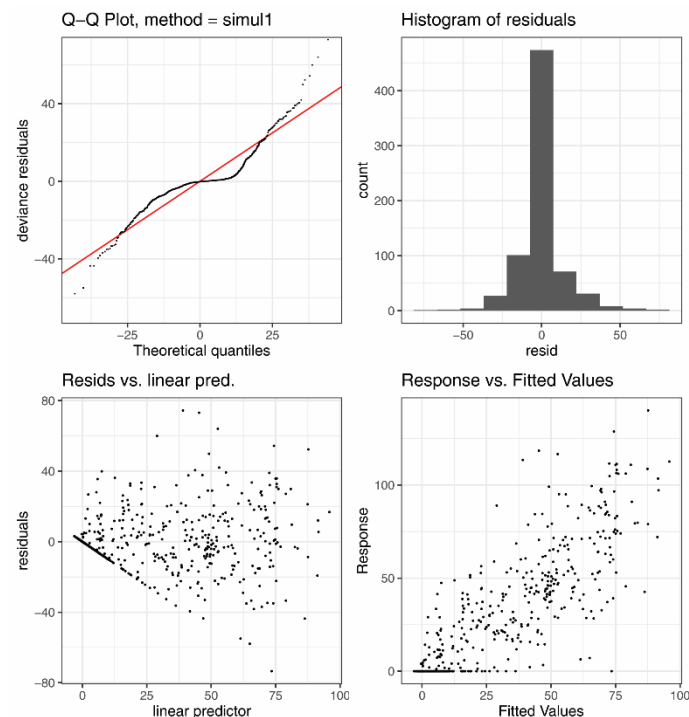 Q−Q Plot, method = simul1
40
0
−40
−25
0
25
deviance residuals
Theoretical quantiles
Histogram of residuals
400
300
200
100
0
−50
0
50
count
resid
Resids vs. linear pred.
80
40
0
−40
−80
0
25
50
75
100
residuals
linear predictor
Response vs. Fitted Values
100
50
0
0
25
50
75
100
Response
Fitted Values